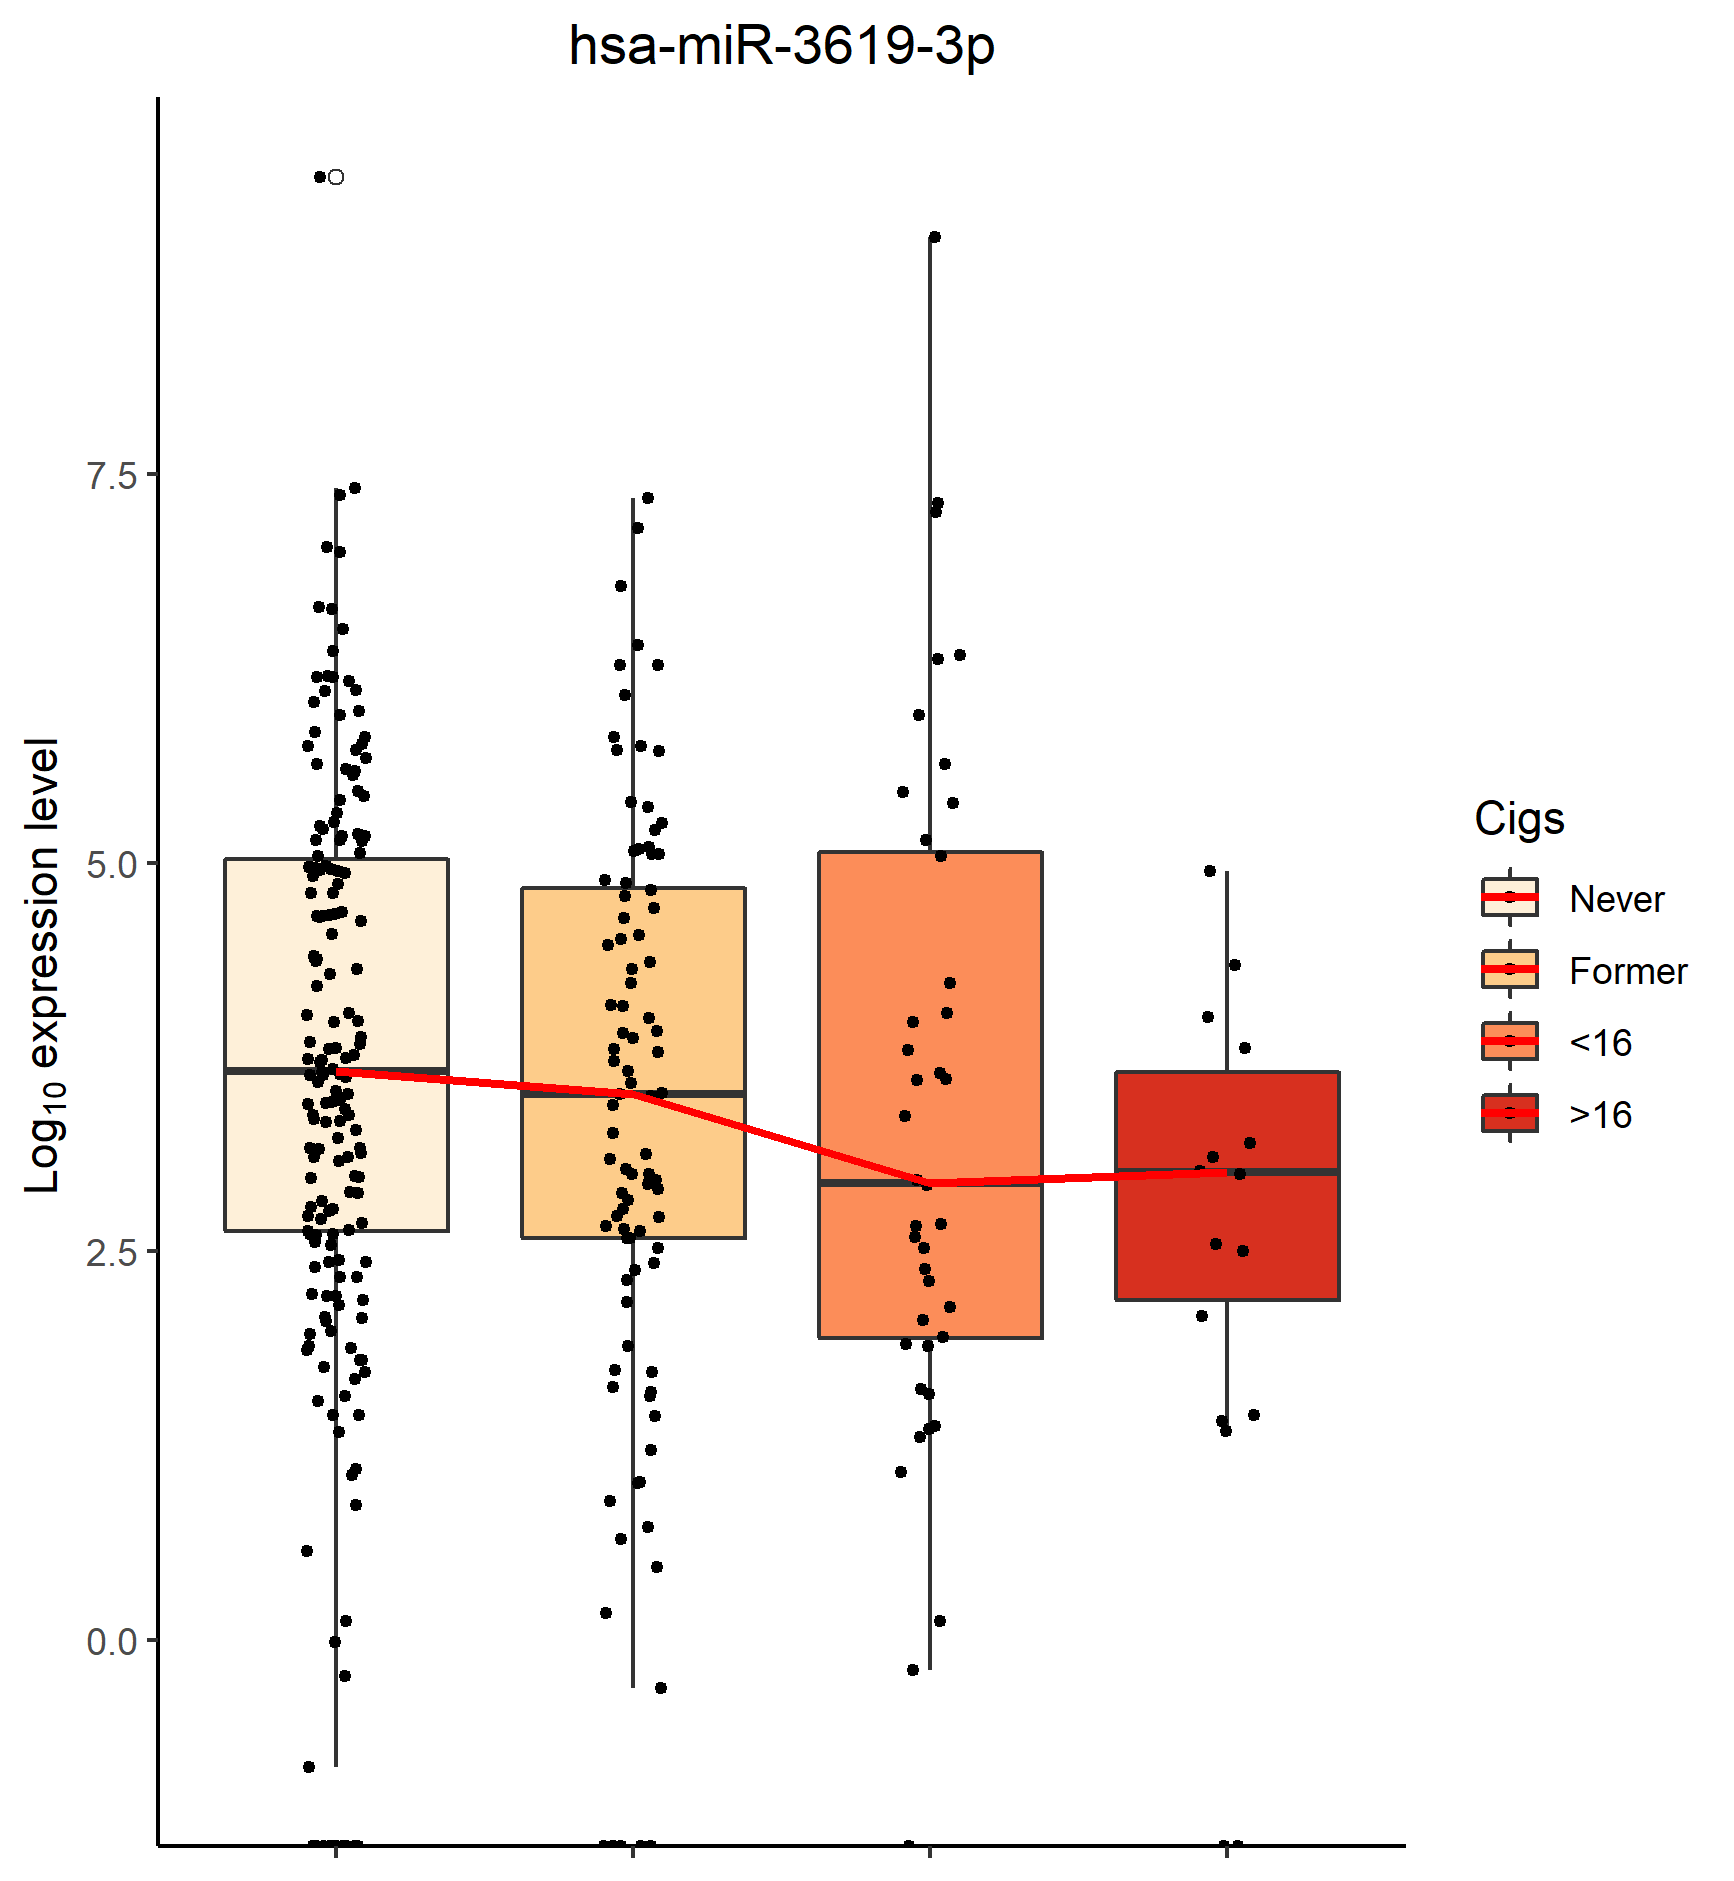 hsa-miR-3619-3p
Log10 expression level
7.5
5.0
2.5
0.0
Cigs
Never
Former
<16
>16